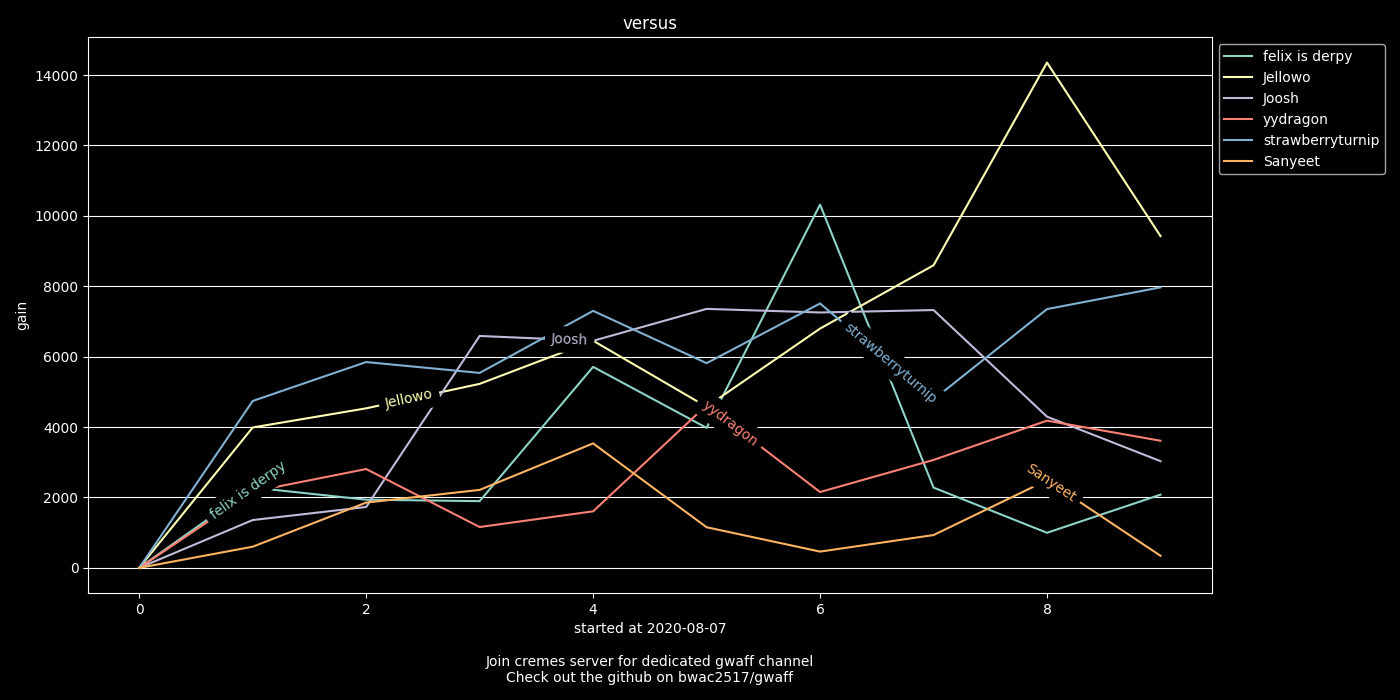 versus
14000
12000
10000
8000
6000
4000
2000
0
gain
felix is derpy
Jellowo
Joosh
yydragon
strawberryturnip
Sanyeet
felix is derpy
Jellowo
Joosh
yydragon
strawberryturnip
Sanyeet
0 2 4 6 8
started at 2020-08-07
Join cremes server for dedicated gwaff channel
Check out the github on bwac2517/gwaff